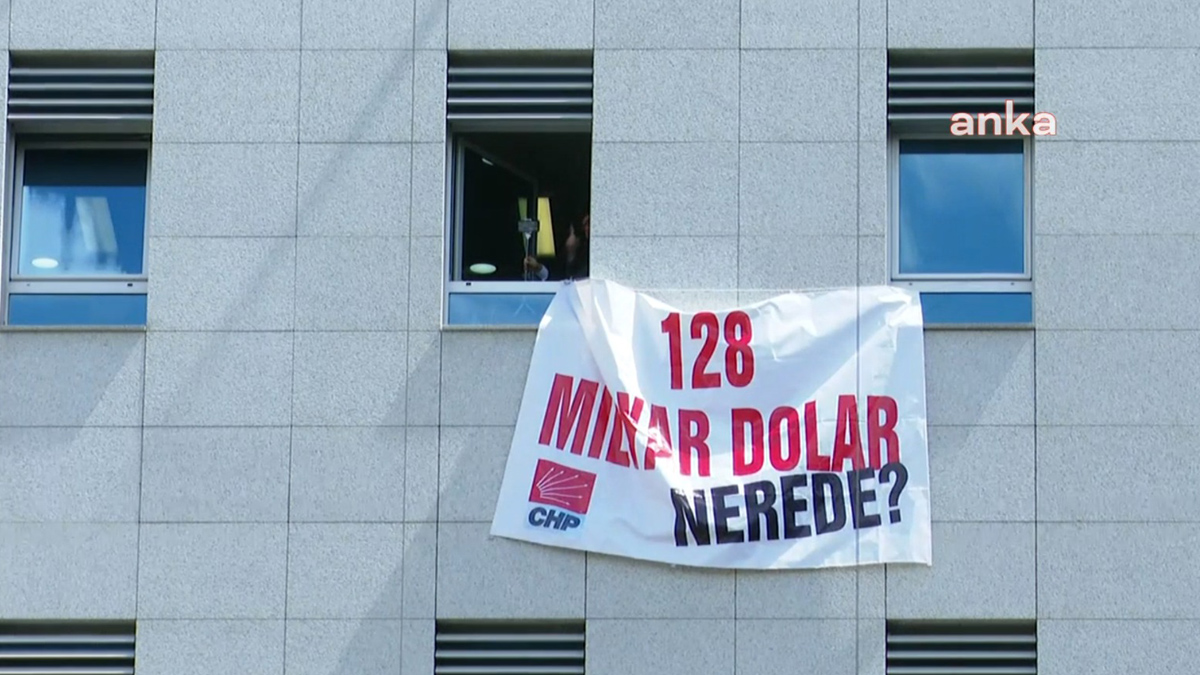 anka
128
MİLYAR DOLAR
NEREDE?
CHP